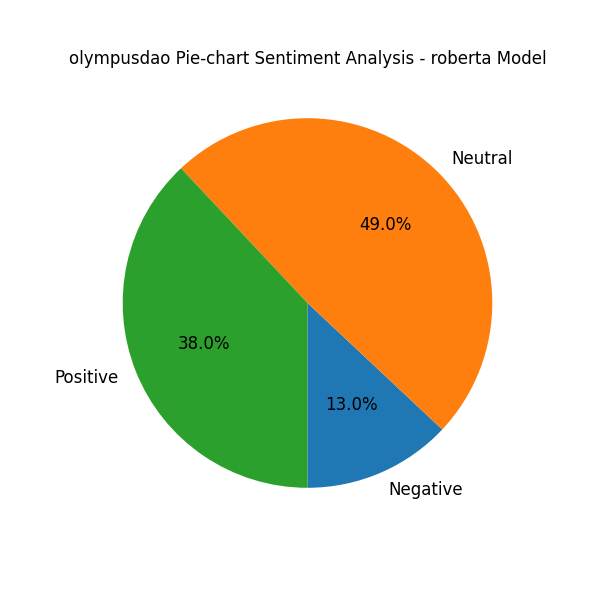 olympusdao Pie-chart Sentiment Analysis - roberta Model
Neutral
49.0%
38.0%
Positive
13.0%
Negative